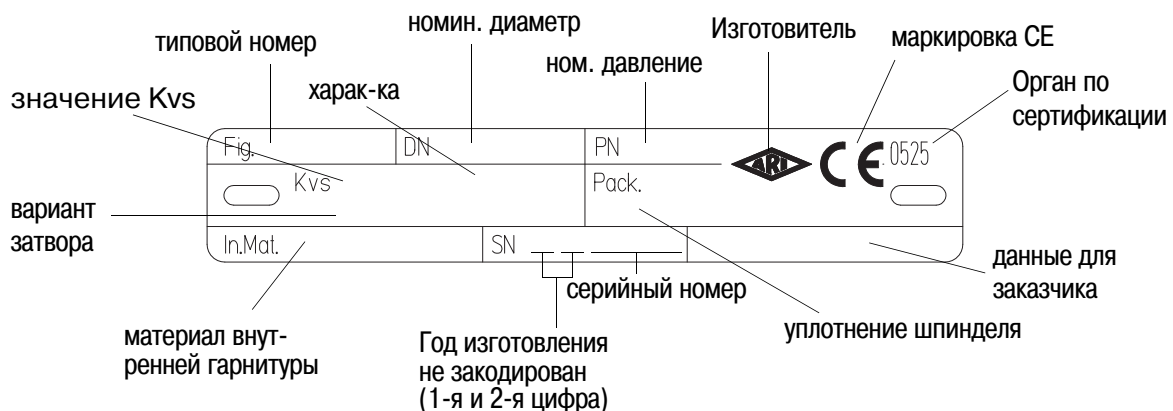 номин. диаметр
Изготовитель
типовой номер
маркировка CE
ном. давление
Орган по
сертификации
харак-ка
значение Kvs
Fig.
DN
PN
ARI
CE
0525
Kvs
Pack.
вариант
затвора
In.Mat.
SN
данные для
заказчика
серийный номер
уплотнение шпинделя
материал внут-
ренней гарнитуры
Год изготовления
не закодирован
(1-я и 2-я цифра)